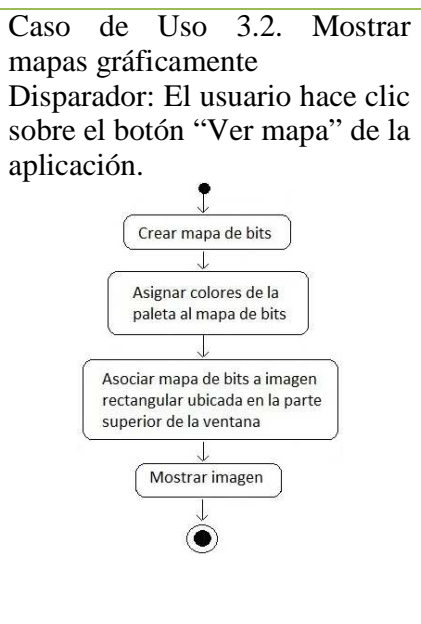 Caso de Uso 3.2. Mostrar
mapas gráficamente
Disparador: El usuario hace clic
sobre el botón “Ver mapa” de la
aplicación.
Crear mapa de bits
Asignar colores de la
paleta al mapa de bits
Asociar mapa de bits a imagen
rectangular ubicada en la parte
superior de la ventana
Mostrar imagen